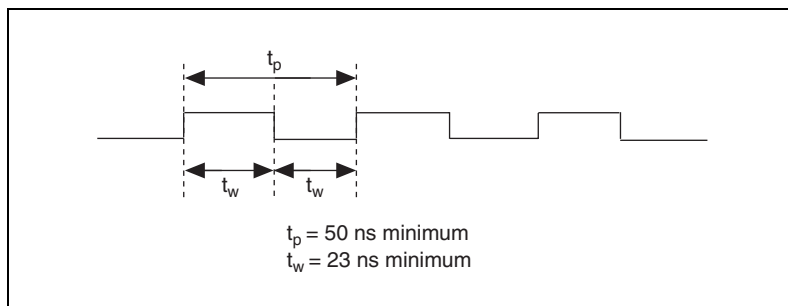 tp
tw tw
tp = 50 ns minimum
tw = 23 ns minimum